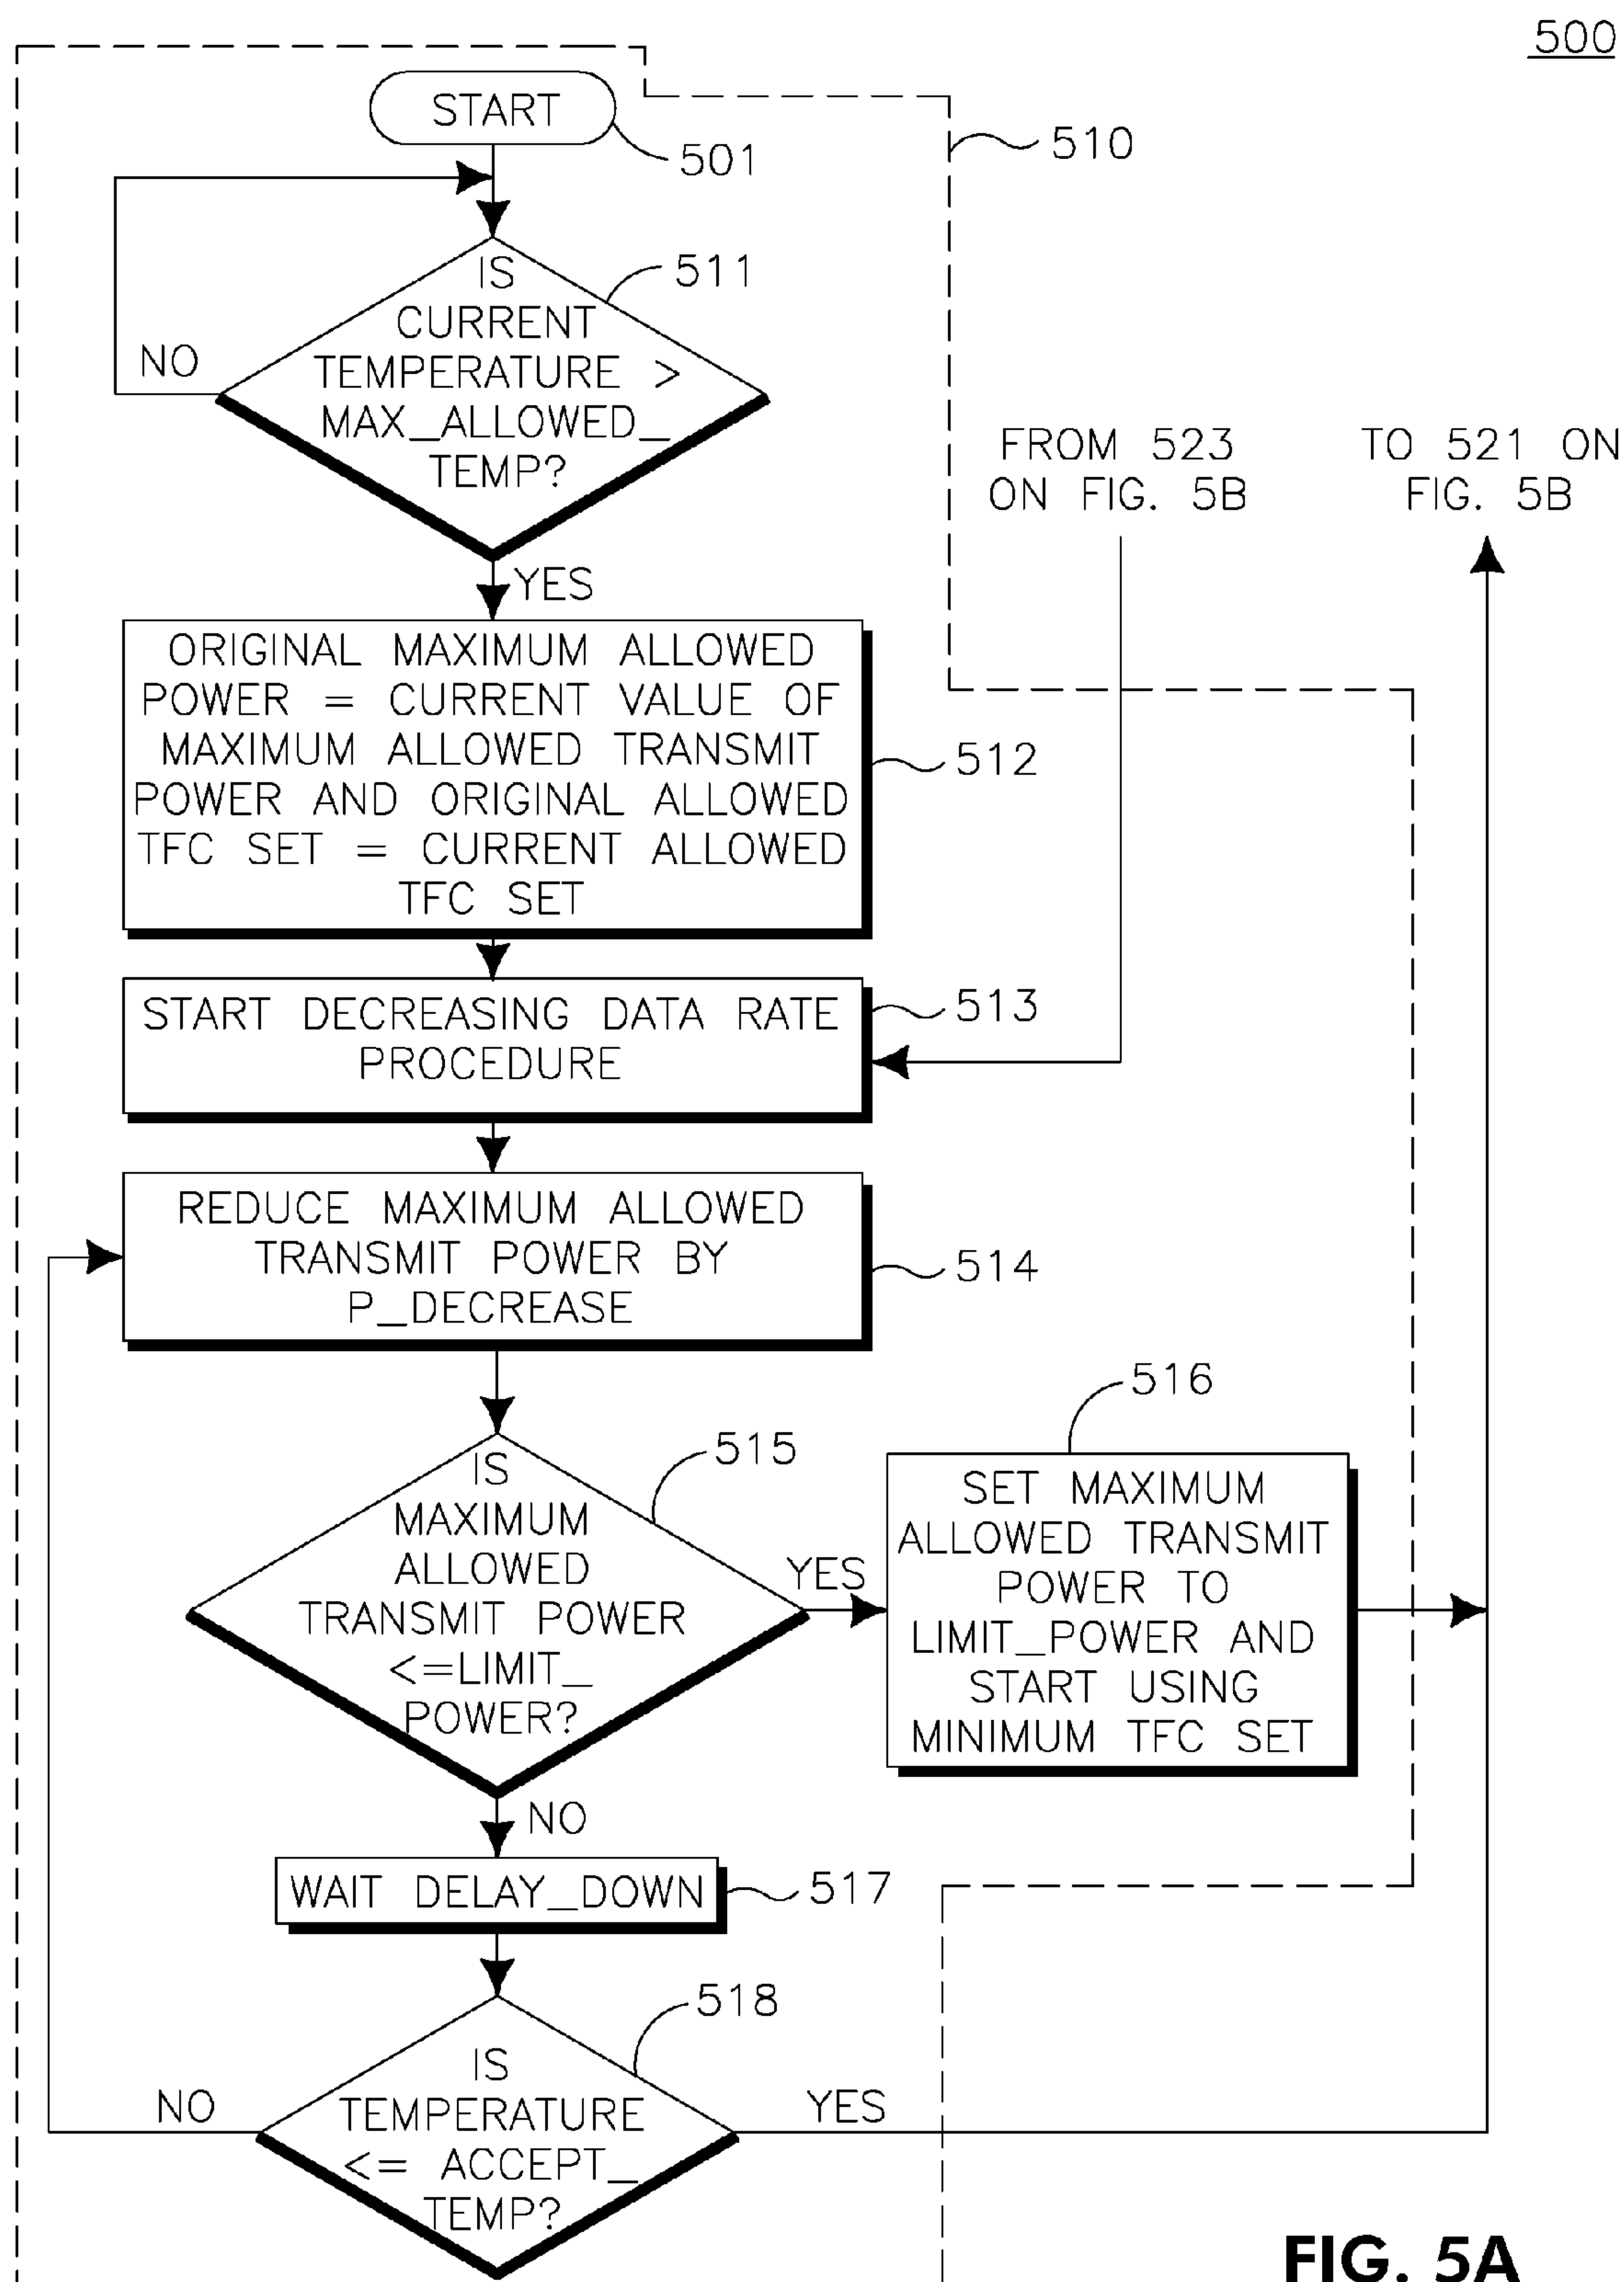 500
START
501
510
IS
CURRENT
TEMPERATURE >
MAX_ALLOWED_
TEMP?
511
NO
YES
FROM 523
ON FIG. 5B
TO 521 ON
FIG. 5B
ORIGINAL MAXIMUM ALLOWED
POWER = CURRENT VALUE OF
MAXIMUM ALLOWED TRANSMIT
POWER AND ORIGINAL ALLOWED
TFC SET = CURRENT ALLOWED
TFC SET
512
START DECREASING DATA RATE
PROCEDURE
513
REDUCE MAXIMUM ALLOWED
TRANSMIT POWER BY
P_DECREASE
514
IS
MAXIMUM
ALLOWED
TRANSMIT POWER
<=LIMIT_
POWER?
515
YES
516
SET MAXIMUM
ALLOWED TRANSMIT
POWER TO
LIMIT_POWER AND
START USING
MINIMUM TFC SET
NO
WAIT DELAY_DOWN
517
IS
TEMPERATURE
<= ACCEPT_
TEMP?
518
NO
YES
FIG. 5A